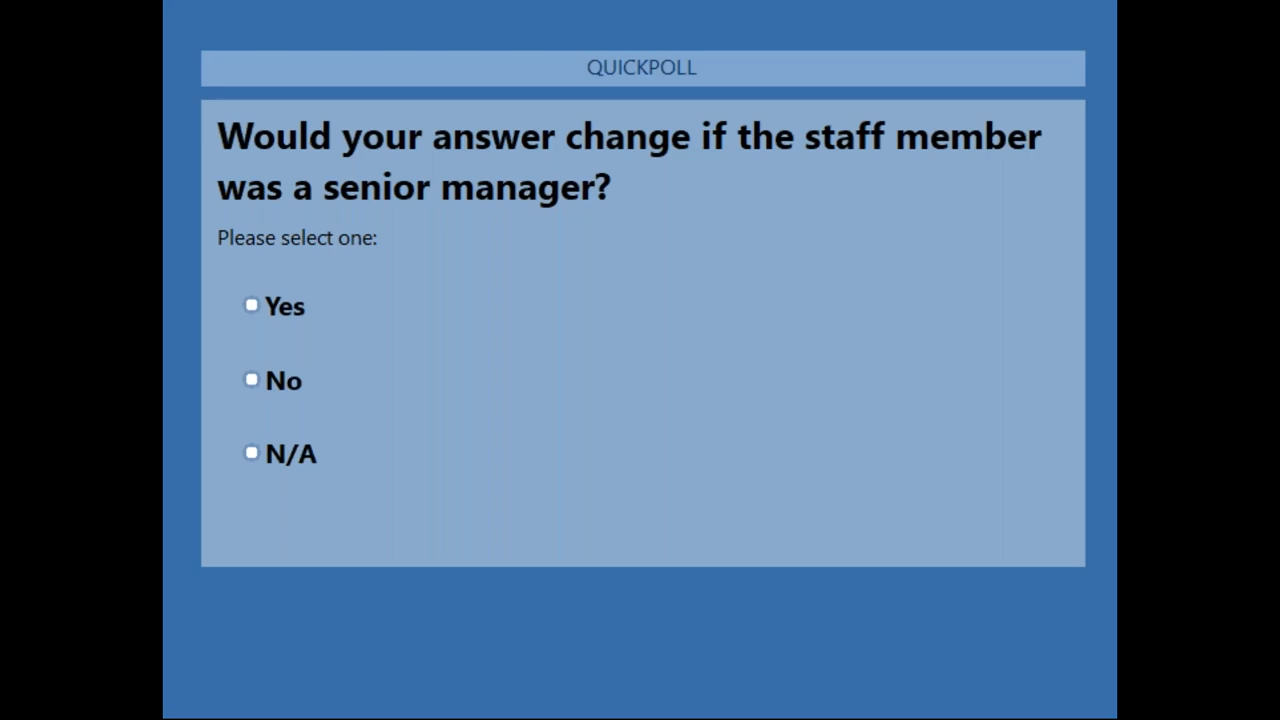 QUICKPOLL
Would your answer change if the staff member
was a senior manager?
Please select one:
Yes
No
N/A